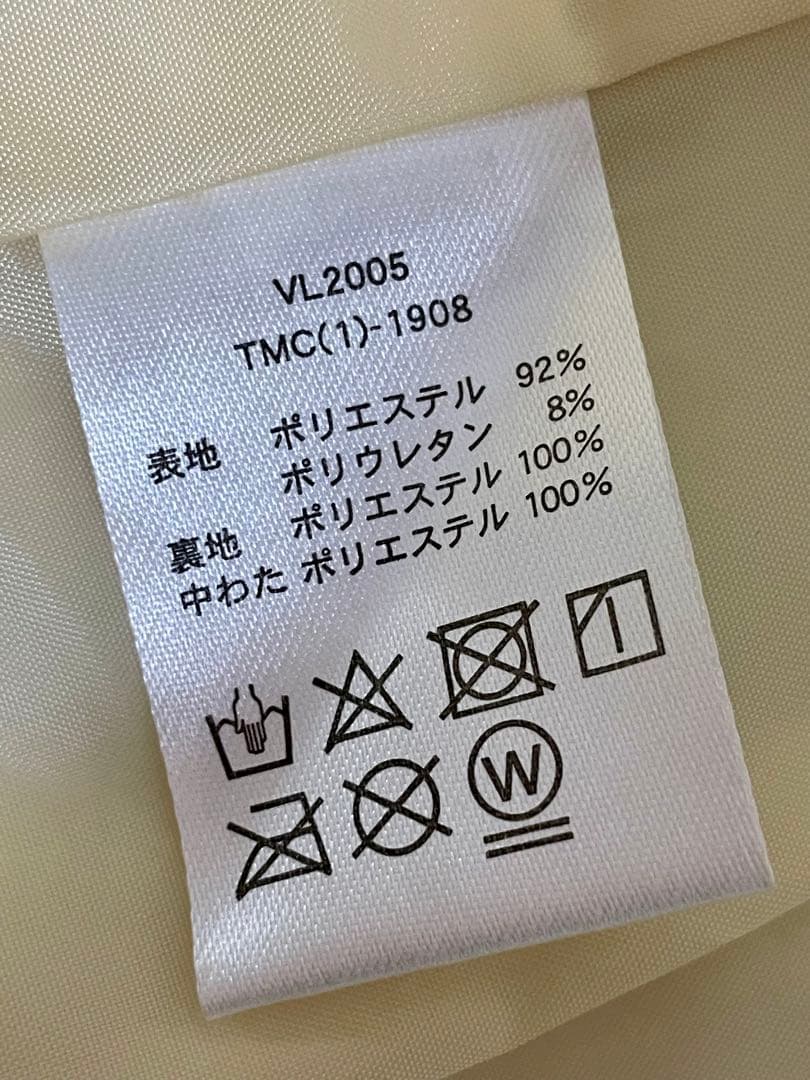 VL2005
TMC(1)-1908
表地 ポリエステル 92%
ポリウレタン 8%
裏地 ポリエステル 100%
中わた ポリエステル 100%
W